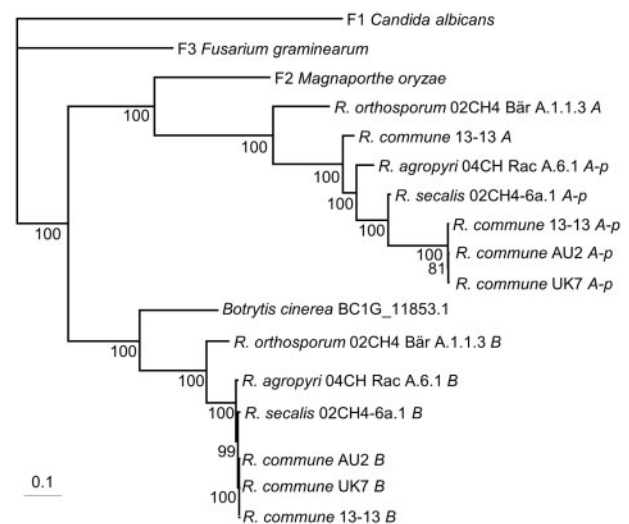 F1 Candida albicans
F3 Fusarium graminearum
F2 Magnaporthe oryzae
100
R. orthosporum 02CH4 Bär A.1.1.3 A
100
R. commune 13-13 A
100
R. agropyri 04CH Rac A.6.1 A-p
100
R. secalis 02CH4-6a.1 A-p
100
R. commune 13-13 A-p
100
R. commune AU2 A-p
81
R. commune UK7 A-p
100
Botrytis cinerea BC1G_11853.1
100
R. orthosporum 02CH4 Bär A.1.1.3 B
100
R. agropyri 04CH Rac A.6.1 B
100
R. secalis 02CH4-6a.1 B
99
R. commune AU2 B
R. commune UK7 B
100
R. commune 13-13 B
0.1